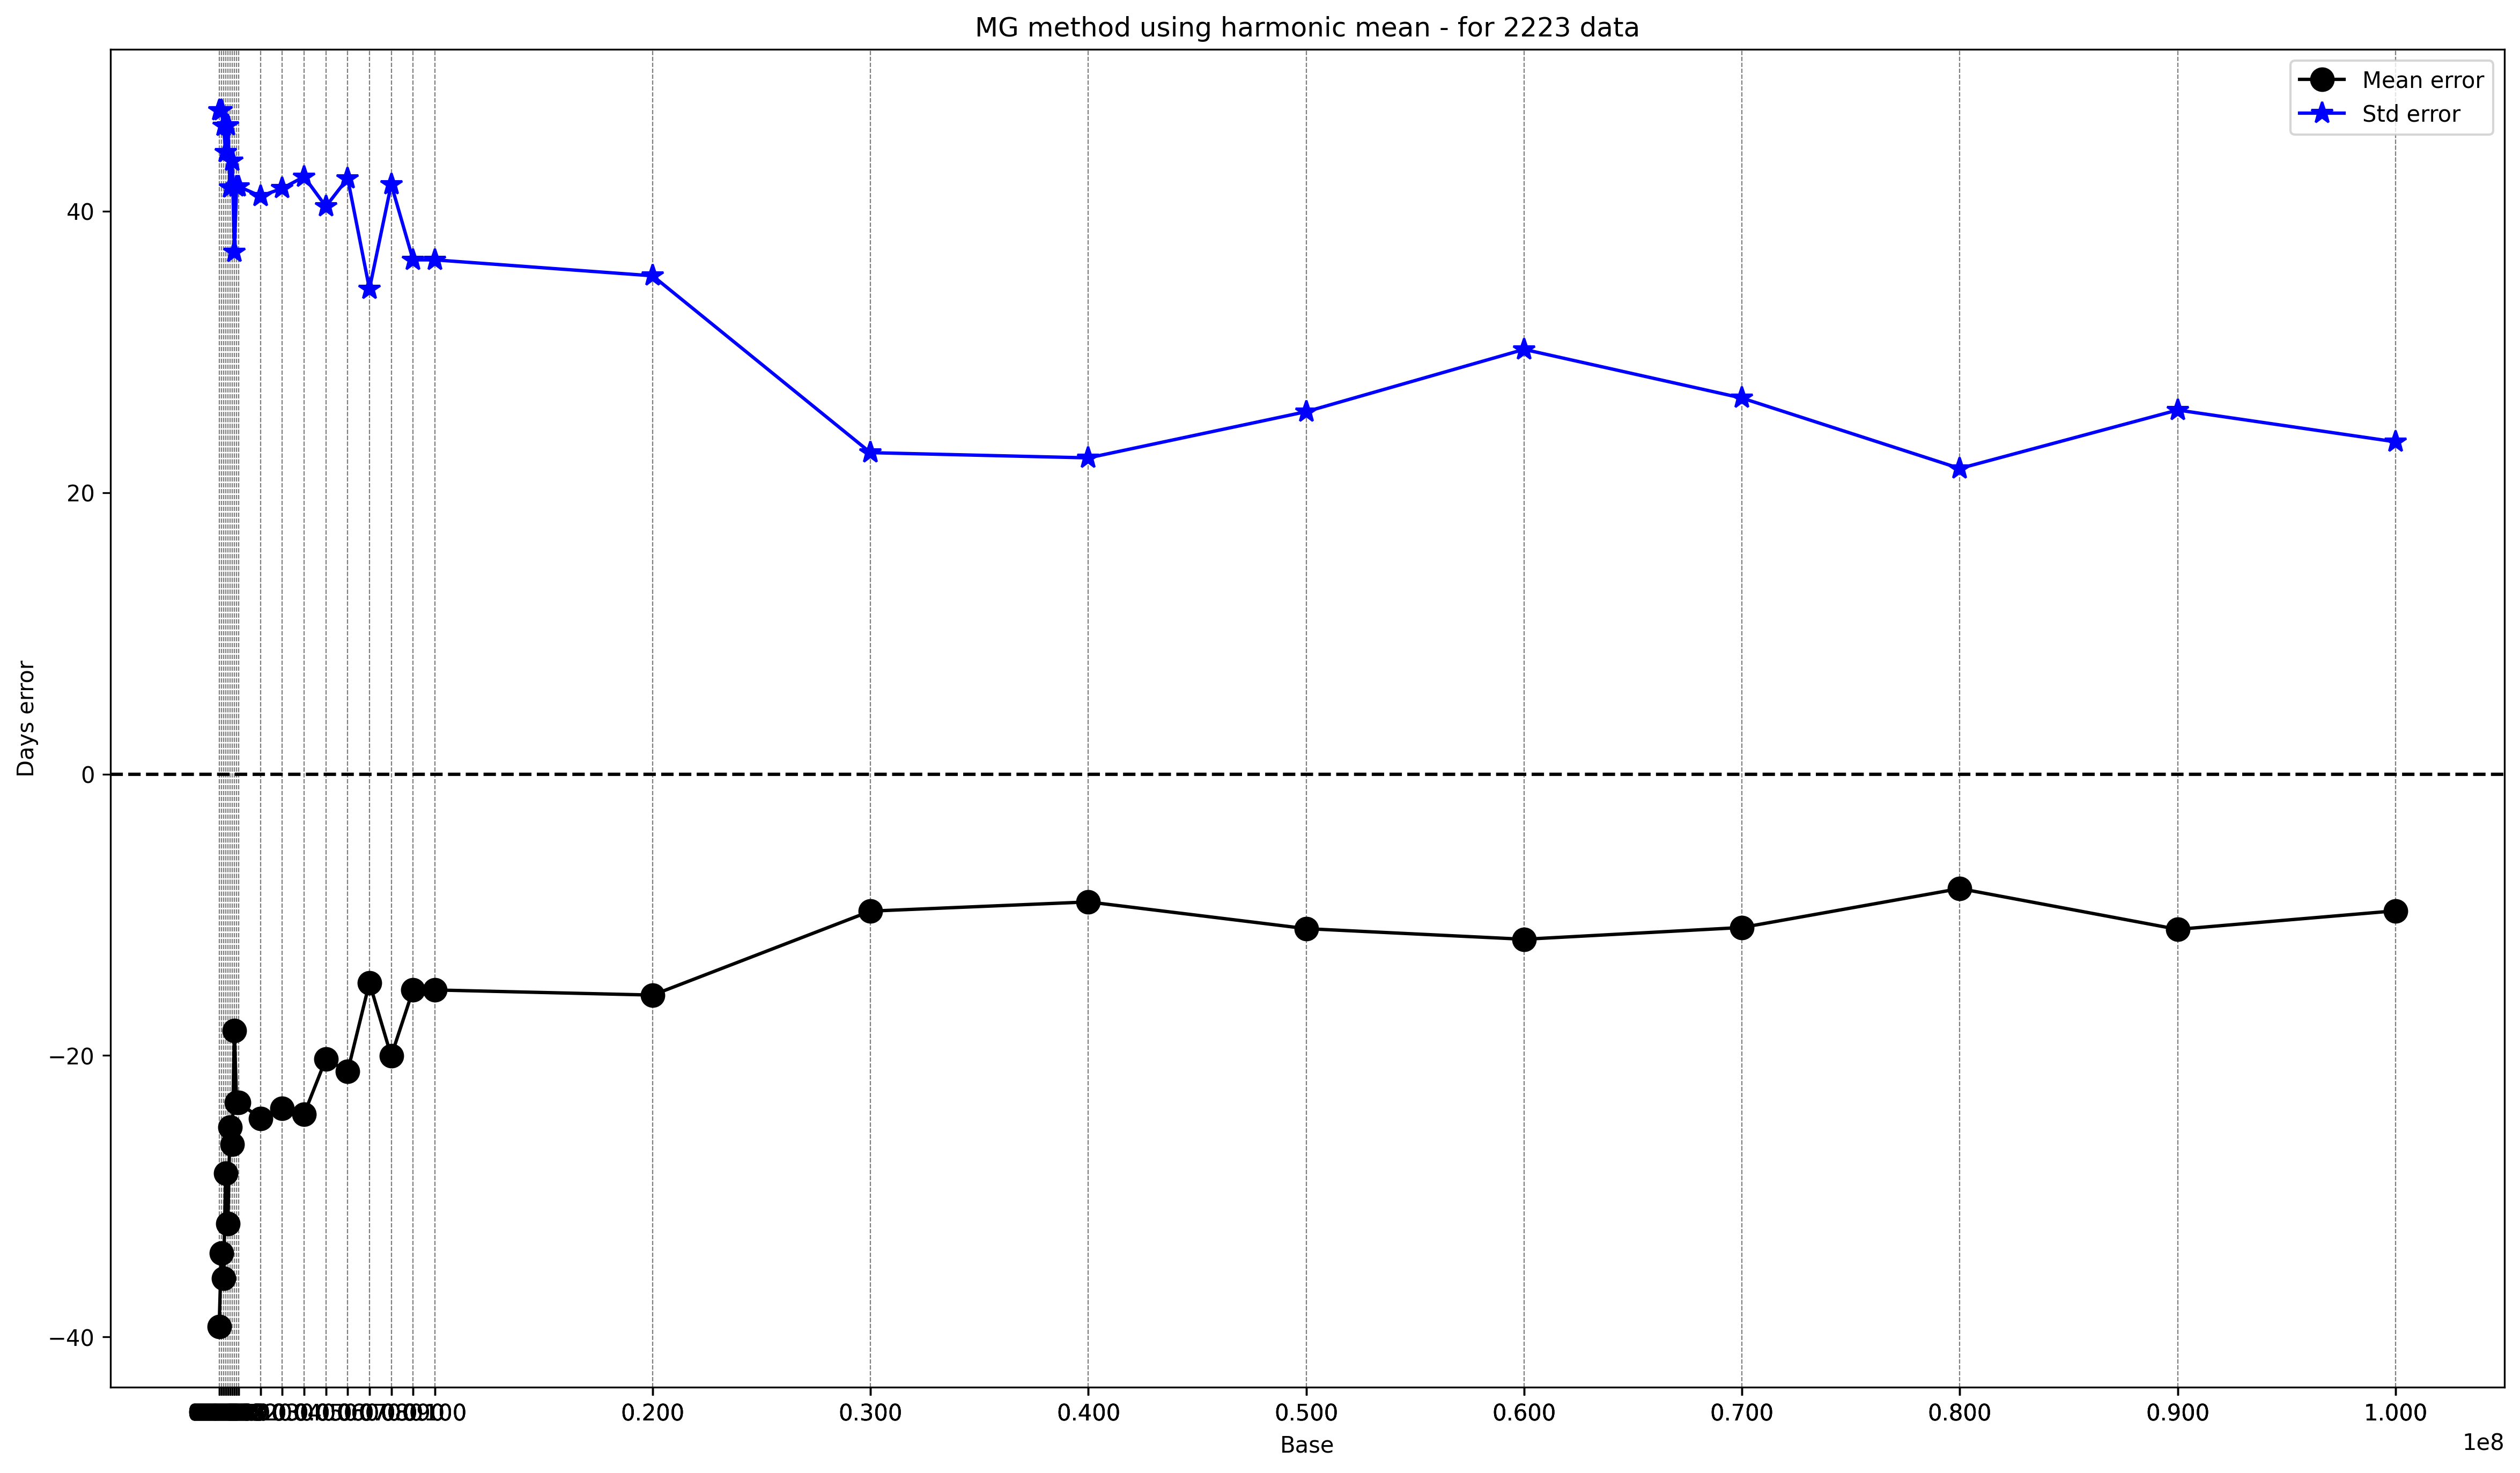 MG method using harmonic mean - for 2223 data
Mean error
Std error
40
20
0
−20
−40
Days error
0.200
0.300
0.400
0.500
0.600
0.700
0.800
0.900
1.000
Base
1e8